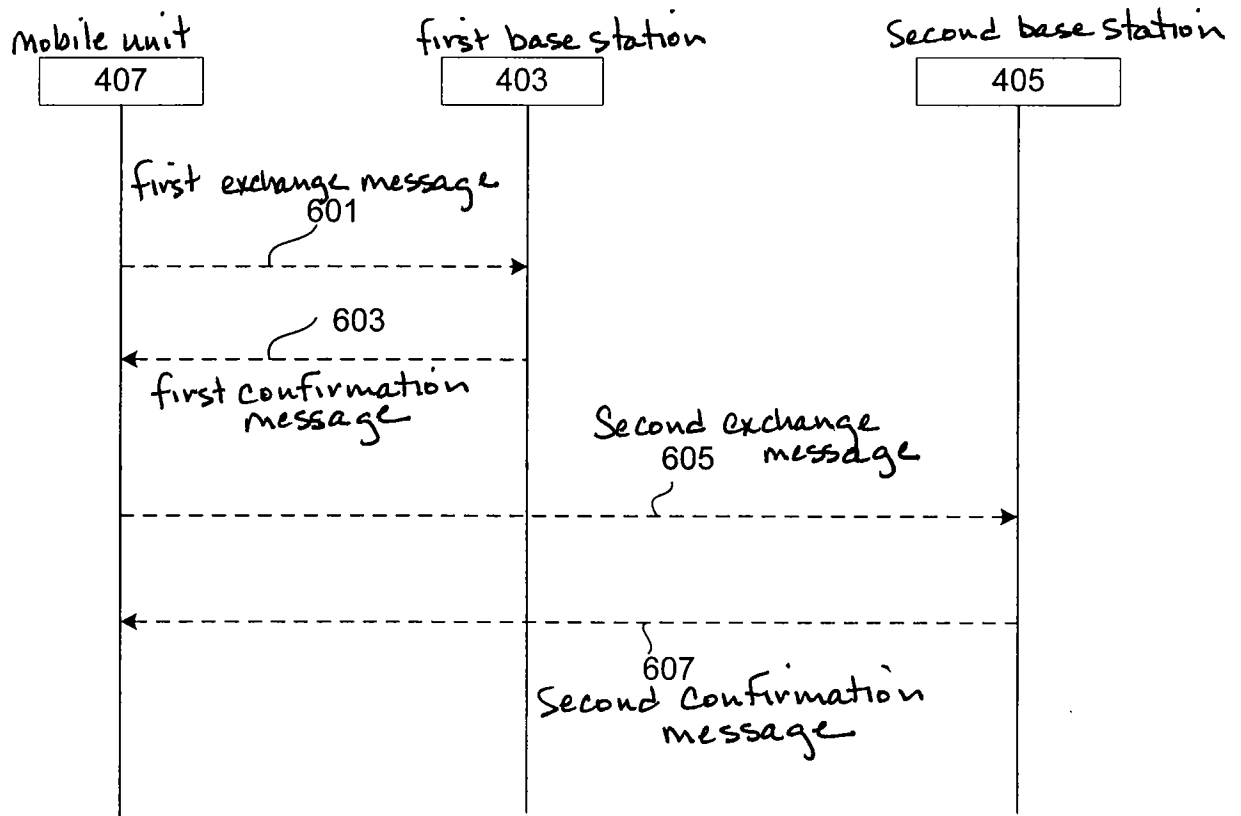 Mobile unit
first base station
Second base station
407
403
405
first exchange message
601
603
first confirmation
message
Second exchange
message
605
607
Second Confirmation
message